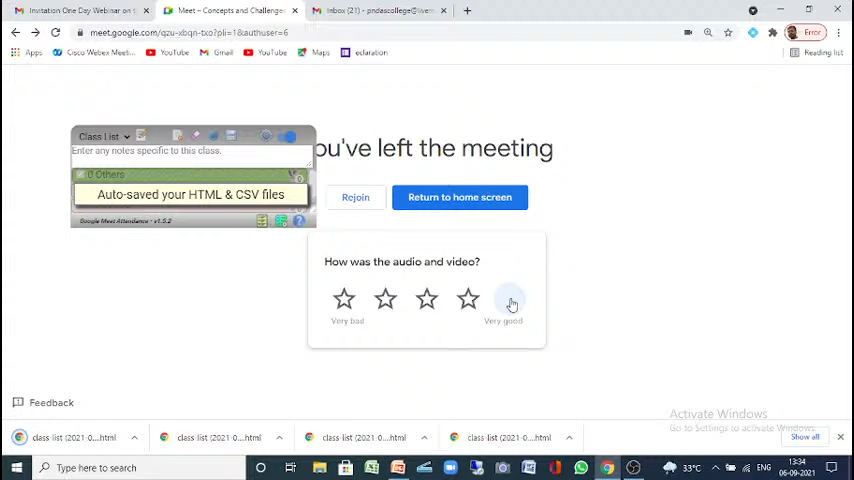 Invitation One Day Webinar on t
Meet – Concepts and Challenge
Inbox (21) - pndascollege@livem
meet.google.com/qzu-xbqn-txo?pli=1&authuser=6
Error
Apps
Cisco Webex Meet...
YouTube
Gmail
YouTube
Maps
eclaration
Reading list
Class List
Enter any notes specific to this class.
0 Others
Auto-saved your HTML & CSV files
Google Meet Attendance - v1.5.2
ou've left the meeting
Rejoin
Return to home screen
How was the audio and video?
Very bad
Very good
Feedback
Activate Windows
Go to Settings to activate Windows.
class-list (2021-0....html
class-list (2021-0....html
class-list (2021-0....html
class-list (2021-0....html
Show all
Type here to search
33°C
ENG
13:34
06-09-2021